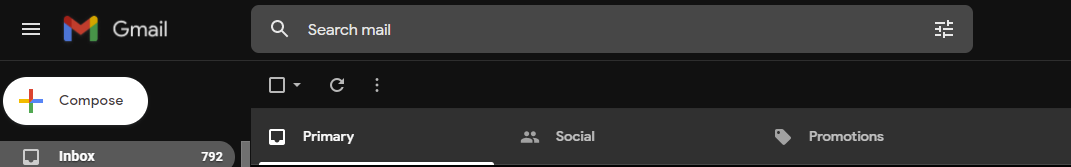 Gmail
Search mail
Compose
Primary
Social
Promotions
Inbox 792